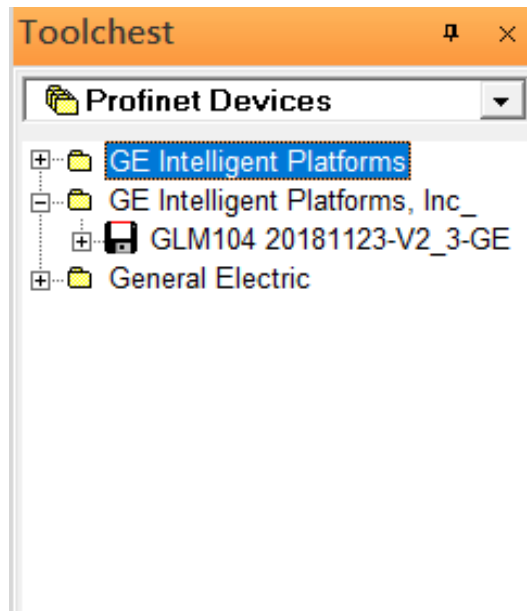 Toolchest
Profinet Devices
GE Intelligent Platforms
GE Intelligent Platforms, Inc_
GLM104 20181123-V2_3-GE
General Electric